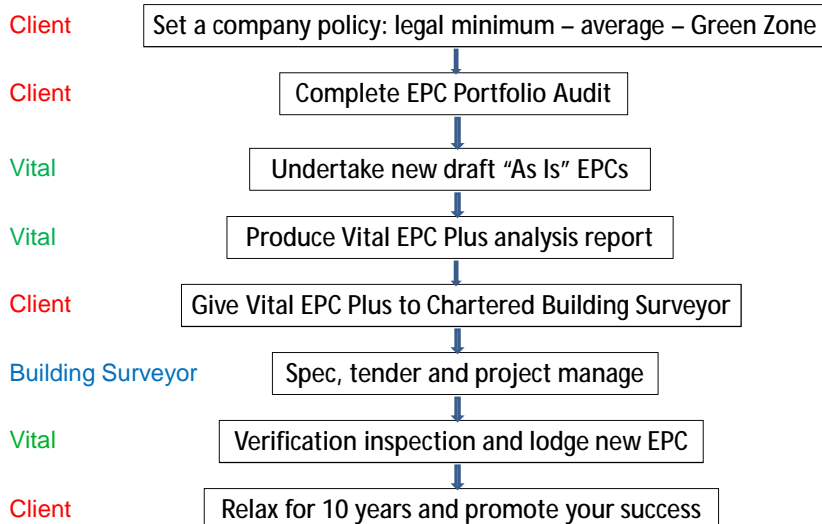 Client Set a company policy: legal minimum – average – Green Zone
Client Complete EPC Portfolio Audit
Vital Undertake new draft “As Is” EPCs
Vital Produce Vital EPC Plus analysis report
Client Give Vital EPC Plus to Chartered Building Surveyor
Building Surveyor Spec, tender and project manage
Vital Verification inspection and lodge new EPC
Client Relax for 10 years and promote your success